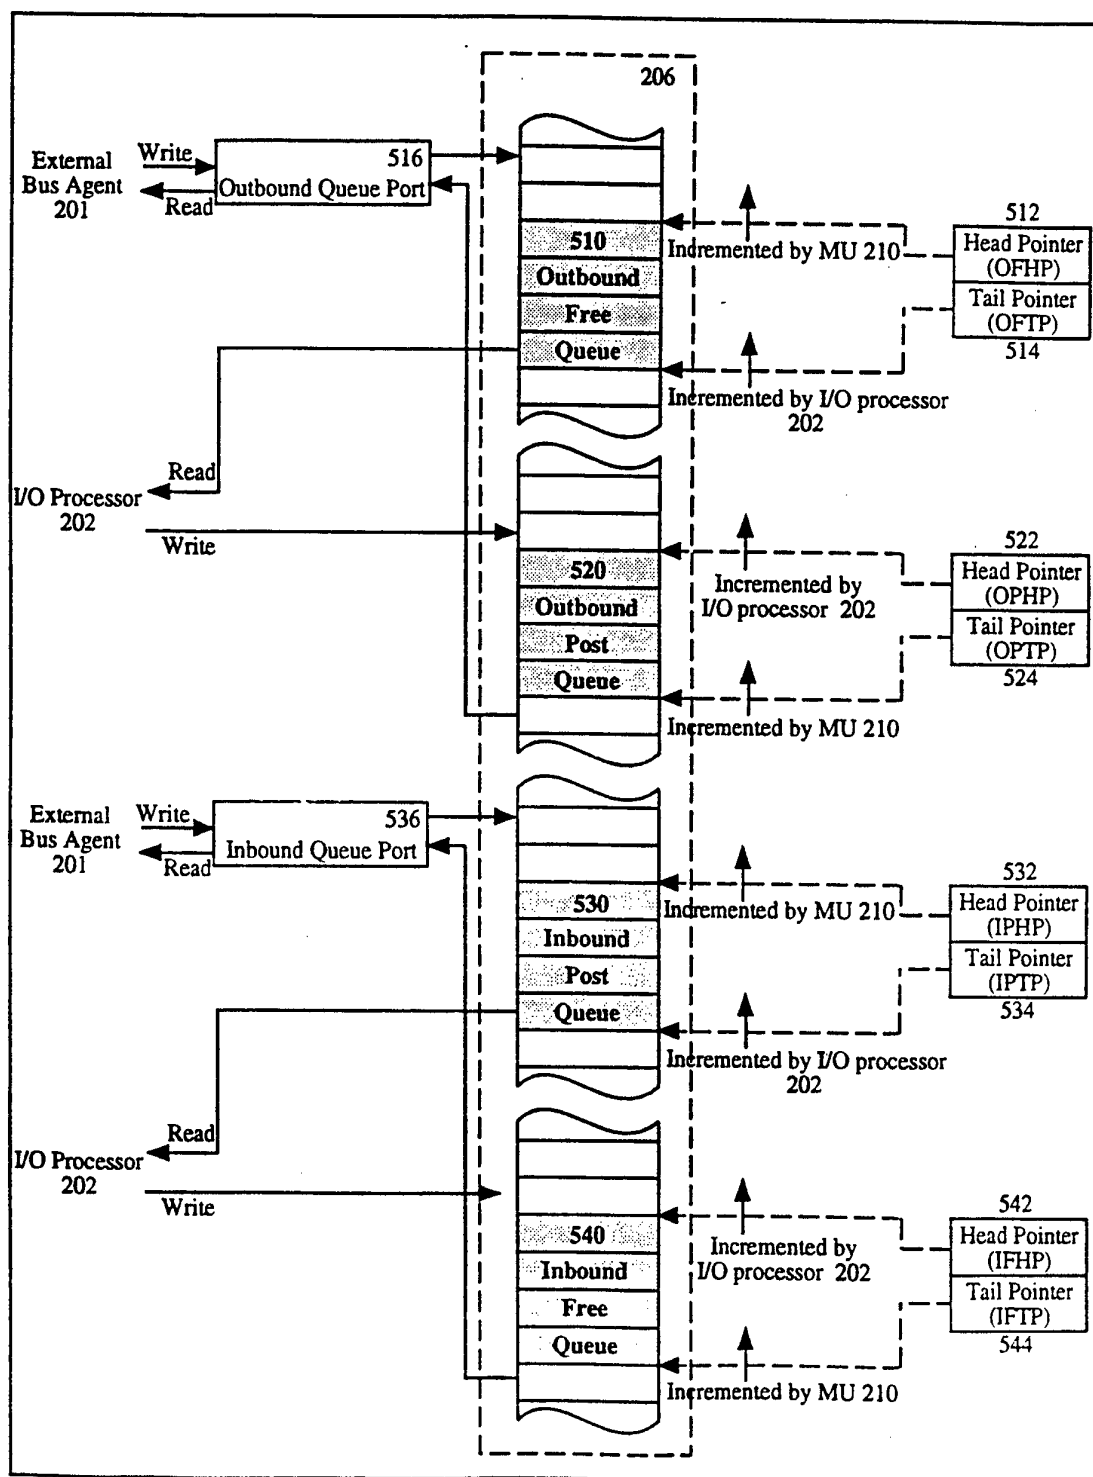 206
External
Bus Agent
201
Write
Read
516
Outbound Queue Port
510
Outbound
Free
Queue
Incremented by MU 210
512
Head Pointer
(OFHP)
Tail Pointer
(OFTP)
514
Incremented by I/O processor
202
Read
I/O Processor
202
Write
520
Outbound
Post
Queue
Incremented by
I/O processor 202
522
Head Pointer
(OPHP)
Tail Pointer
(OPTP)
524
Incremented by MU 210
External
Bus Agent
201
Write
Read
536
Inbound Queue Port
530
Inbound
Post
Queue
Incremented by MU 210
532
Head Pointer
(IPHP)
Tail Pointer
(IPTP)
534
Incremented by I/O processor
202
Read
I/O Processor
202
Write
540
Inbound
Free
Queue
Incremented by
I/O processor 202
542
Head Pointer
(IFHP)
Tail Pointer
(IFTP)
544
Incremented by MU 210